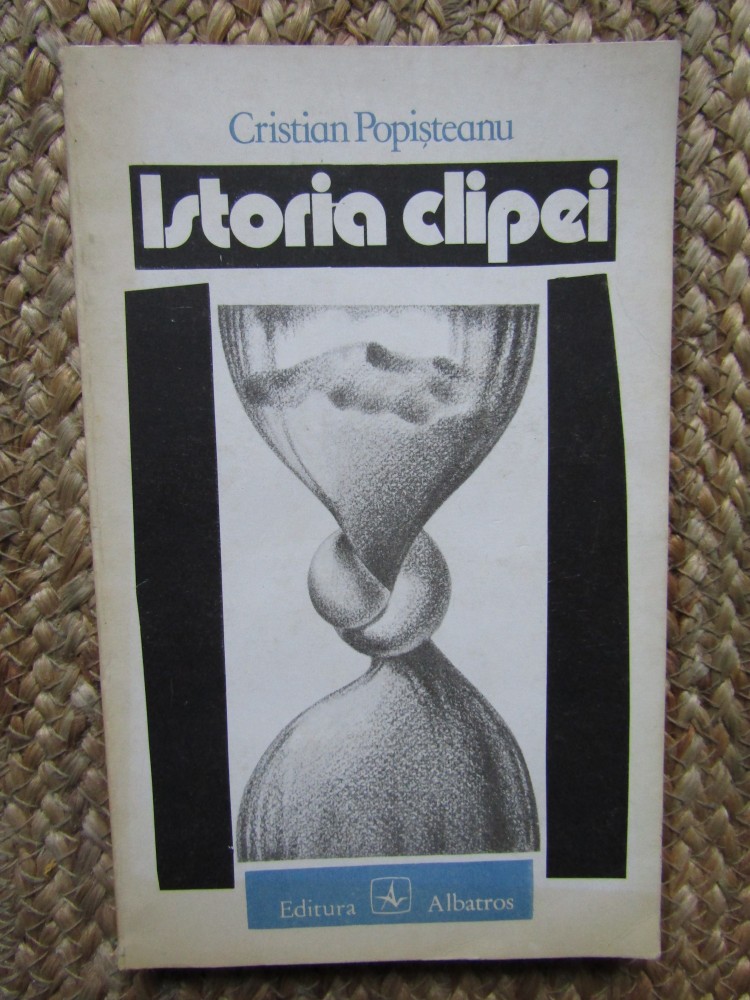 Cristian Popișteanu
Istoria clipei
Editura Albatros